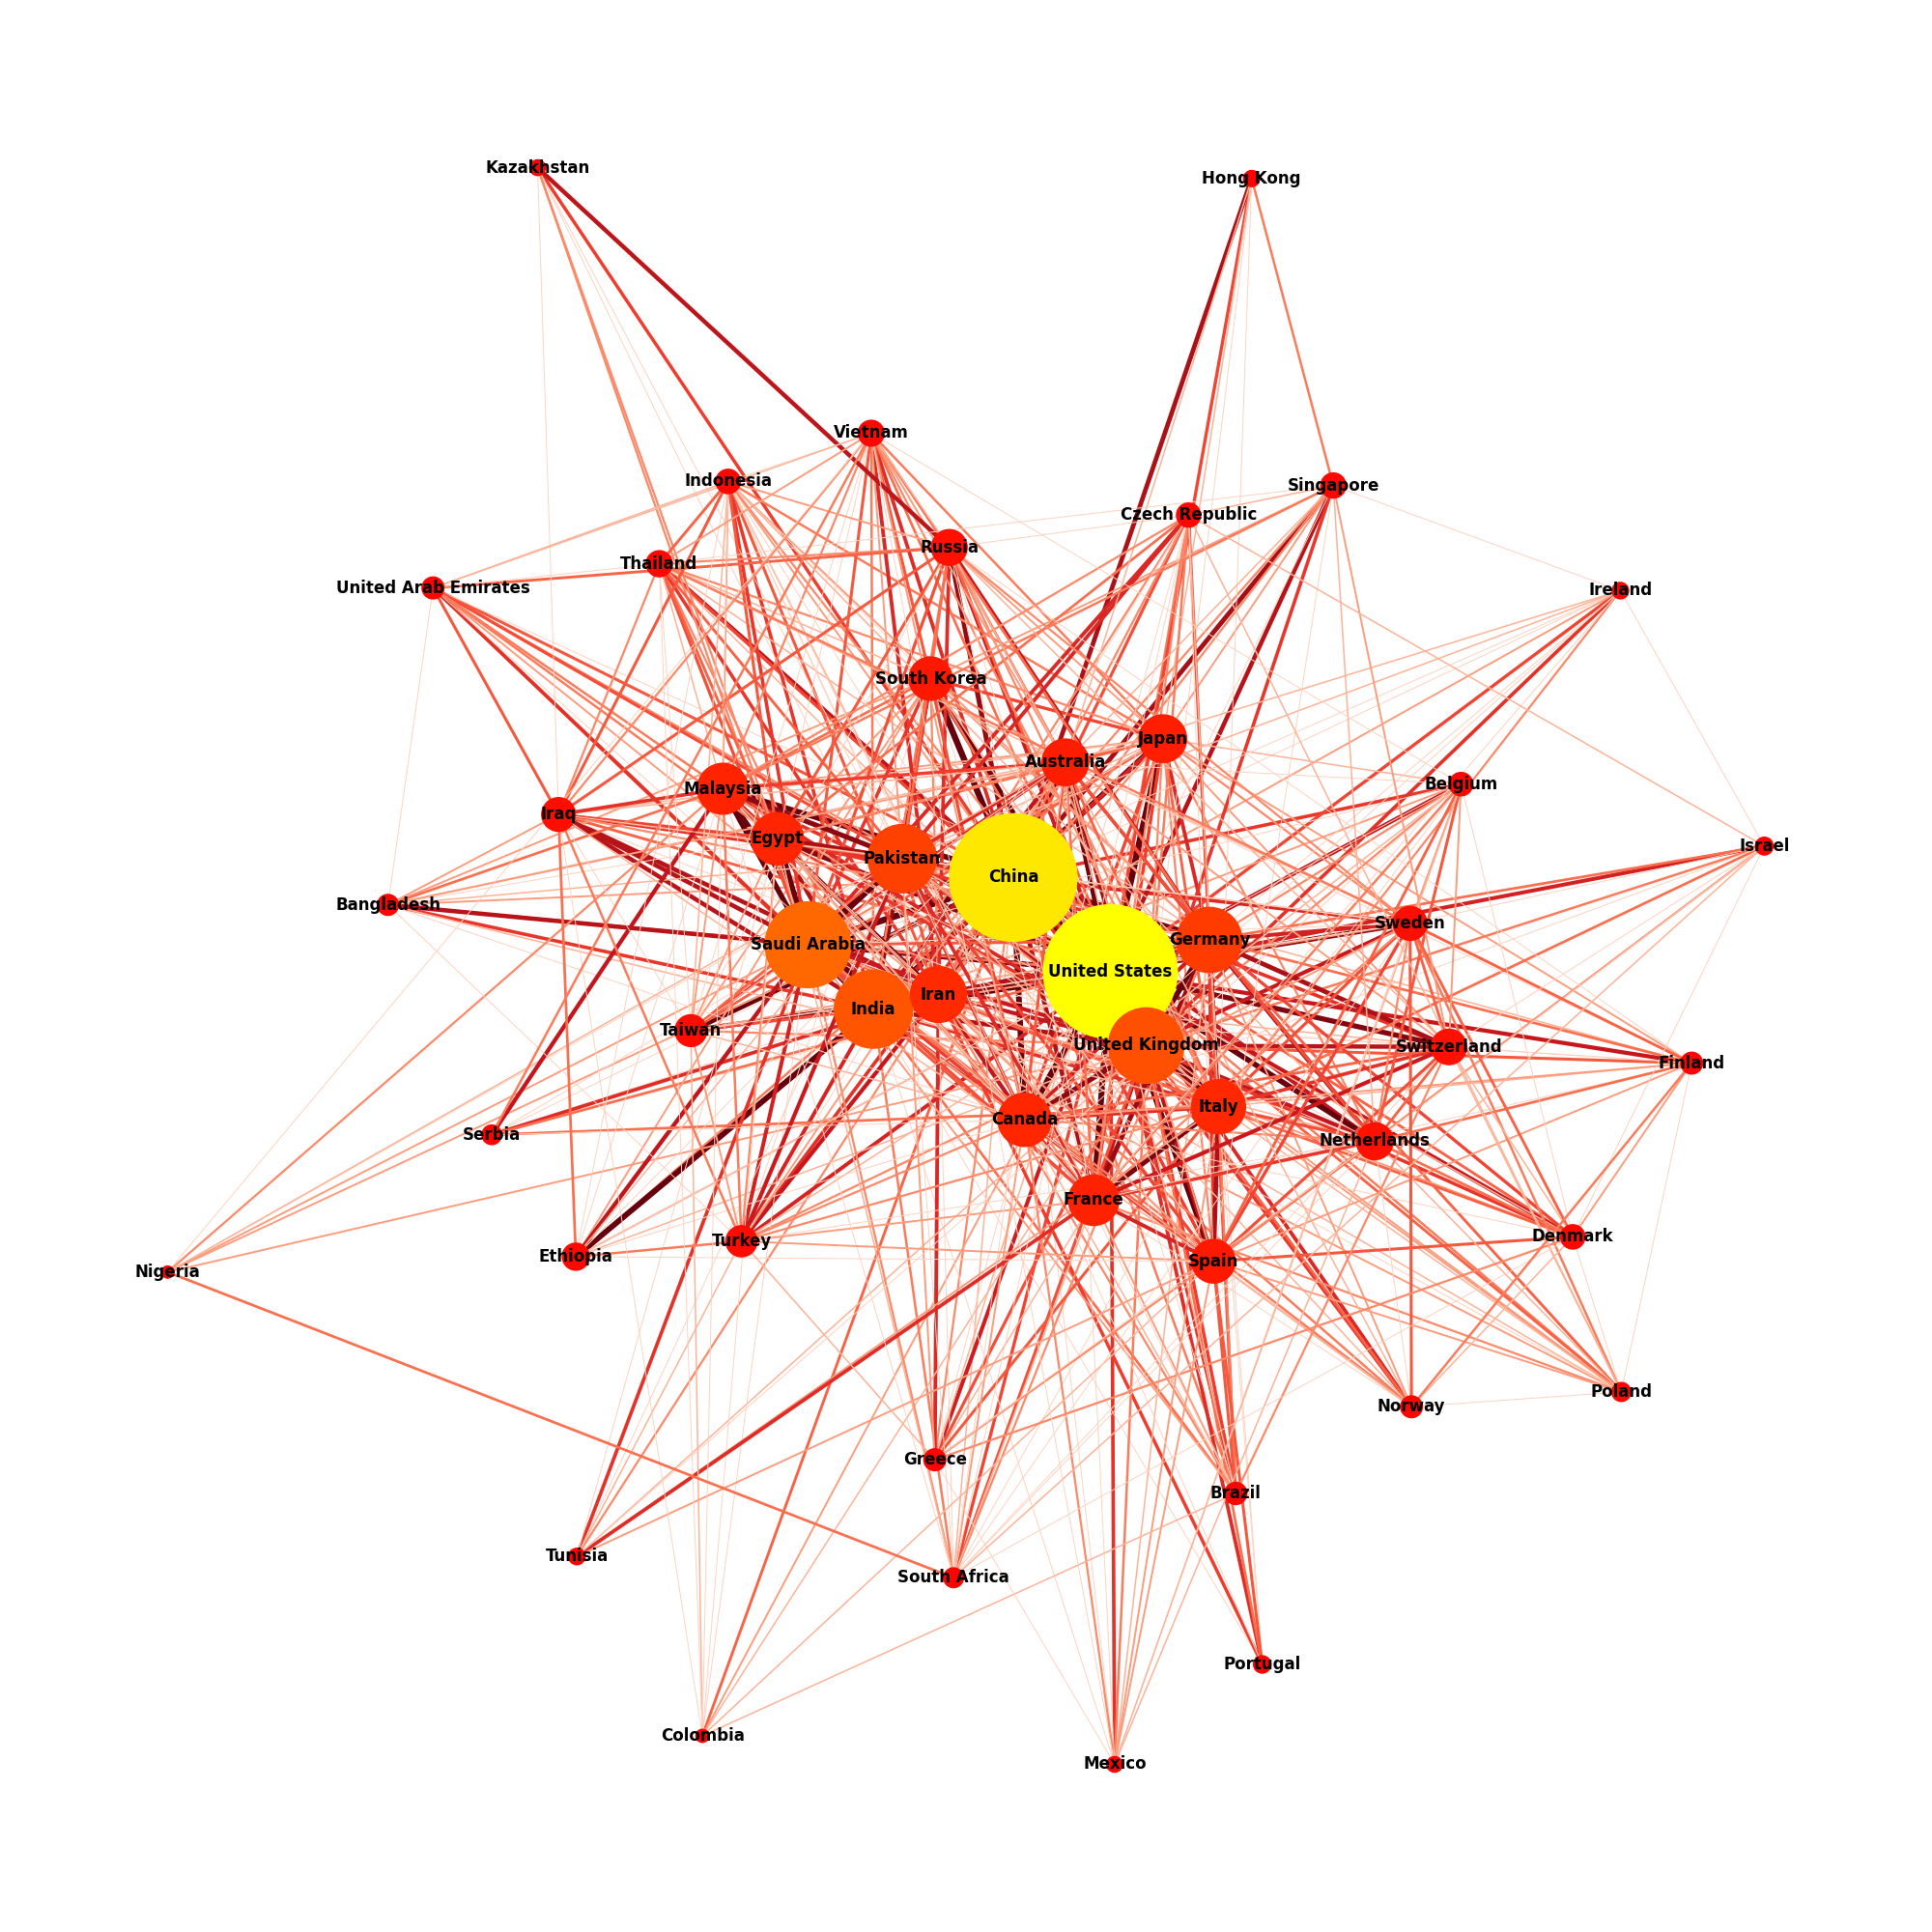 Kazakhstan
Hong Kong
Vietnam
Indonesia
Singapore
Czech Republic
Russia
Thailand
United Arab Emirates
Ireland
South Korea
Japan
Australia
Belgium
Malaysia
Iraq
Egypt
Israel
Pakistan
China
Bangladesh
Sweden
Germany
Saudi Arabia
United States
Iran
India
Taiwan
United Kingdom
Switzerland
Finland
Italy
Canada
Serbia
Netherlands
France
Denmark
Turkey
Ethiopia
Spain
Nigeria
Poland
Norway
Greece
Brazil
Tunisia
South Africa
Portugal
Colombia
Mexico